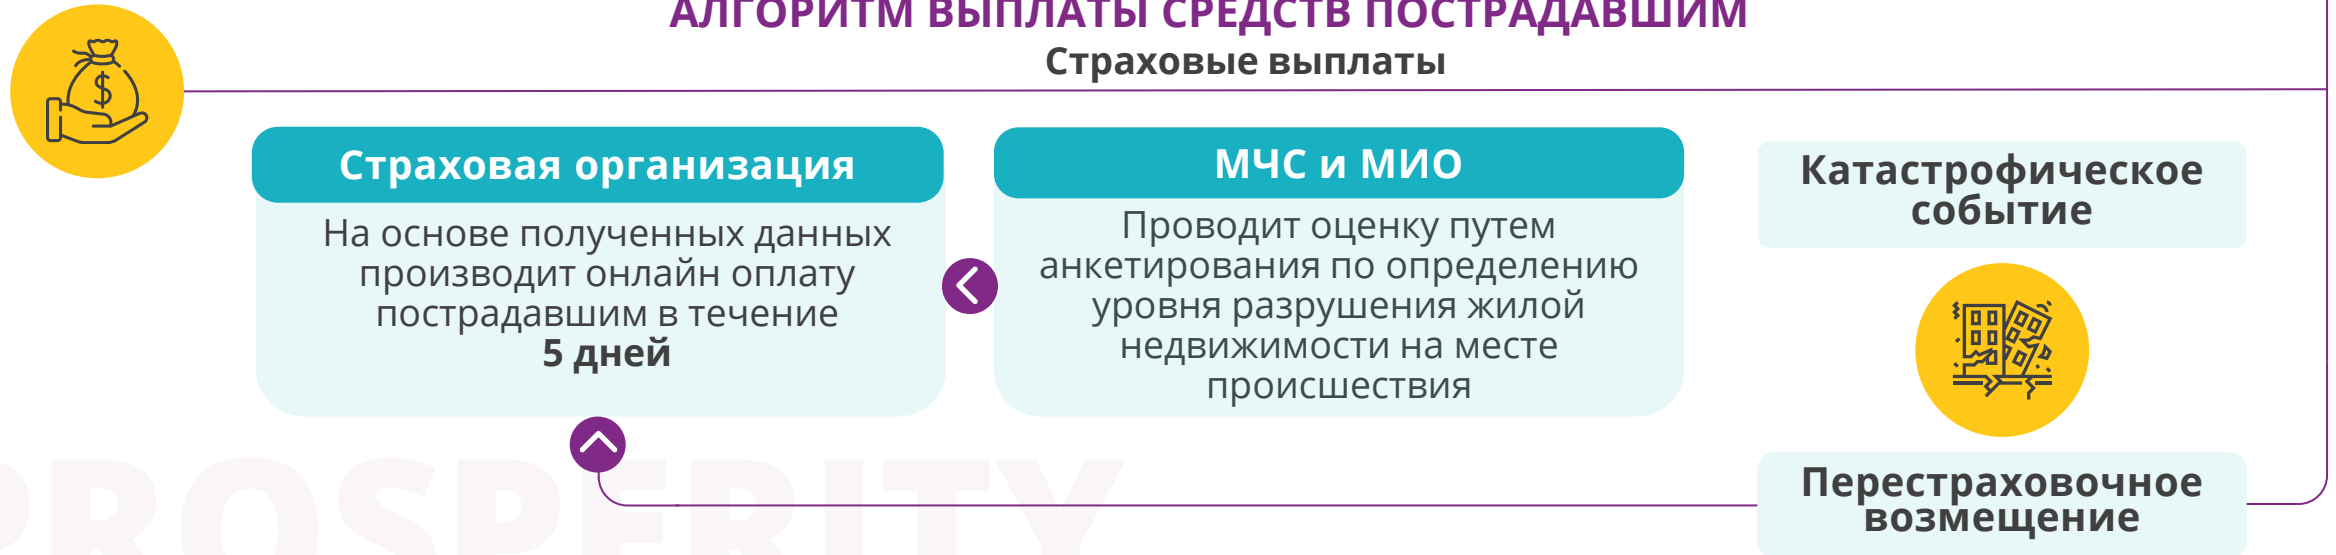 АЛГОРИТМ ВЫПЛАТЫ СРЕДСТВ ПОСТРАДАВШИМ
Страховые выплаты
$
Страховая организация
На основе полученных данных
производит онлайн оплату
пострадавшим в течение
5 дней
МЧС и МИО
Проводит оценку путем
анкетирования по определению
уровня разрушения жилой
недвижимости на месте
происшествия
Катастрофическое
событие
Перестраховочное
возмещение
PROSPERITY